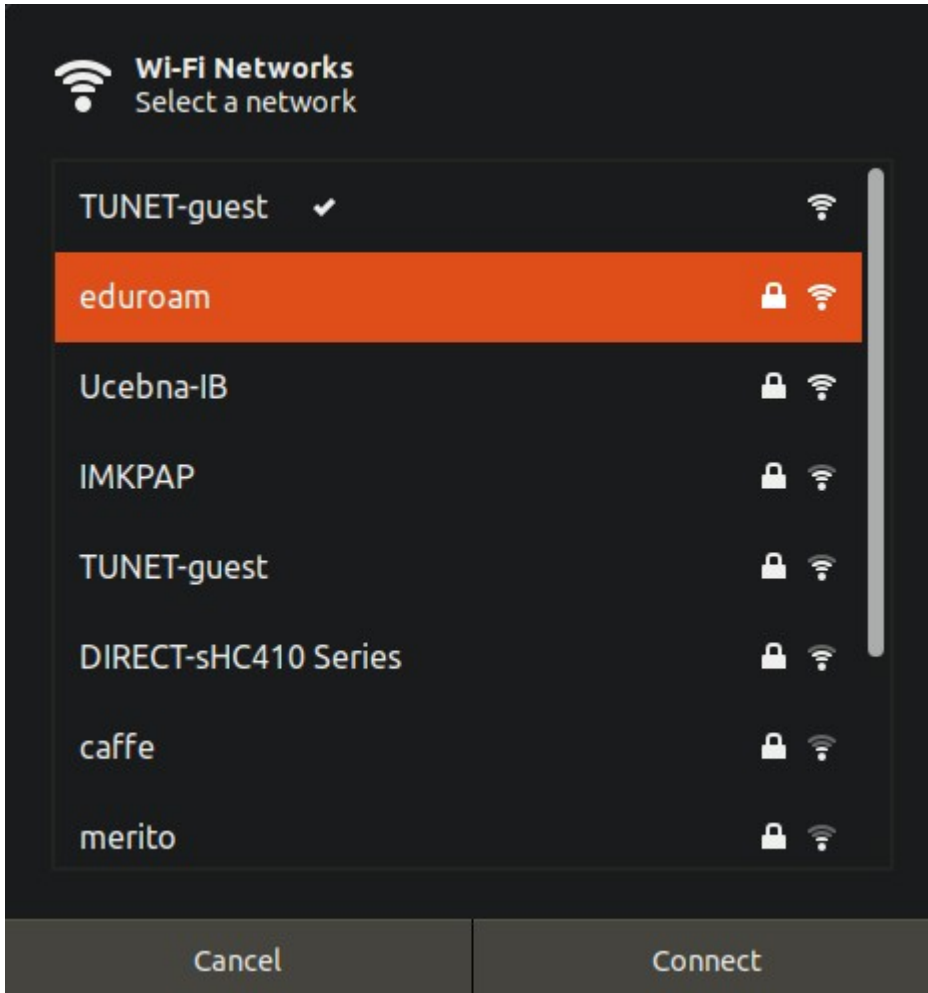 Wi-Fi Networks
Select a network
TUNET-guest
eduroam
Ucebna-IB
IMKPAP
TUNET-guest
DIRECT-sHC410 Series
caffe
merito
Cancel
Connect